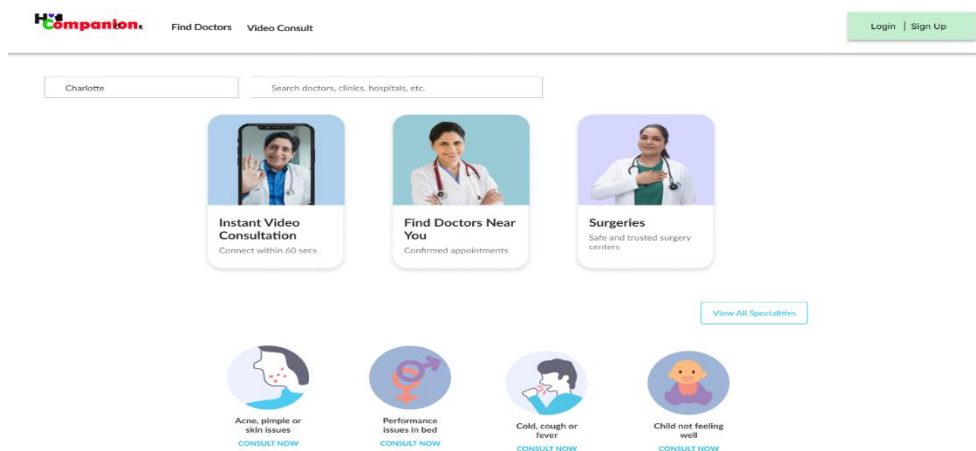 Companion
Find Doctors
Video Consult
Login | Sign Up
Charlotte
Search doctors, clinics, hospitals, etc.
Instant Video
Consultation
Connect within 60 secs
Find Doctors Near
You
Confirmed appointments
Surgeries
Safe and trusted surgery
centers
View All Specialities
Acne, pimple or
skin issues
CONSULT NOW
Performance
issues in bed
CONSULT NOW
Cold, cough or
fever
CONSULT NOW
Child not feeling
well
CONSULT NOW